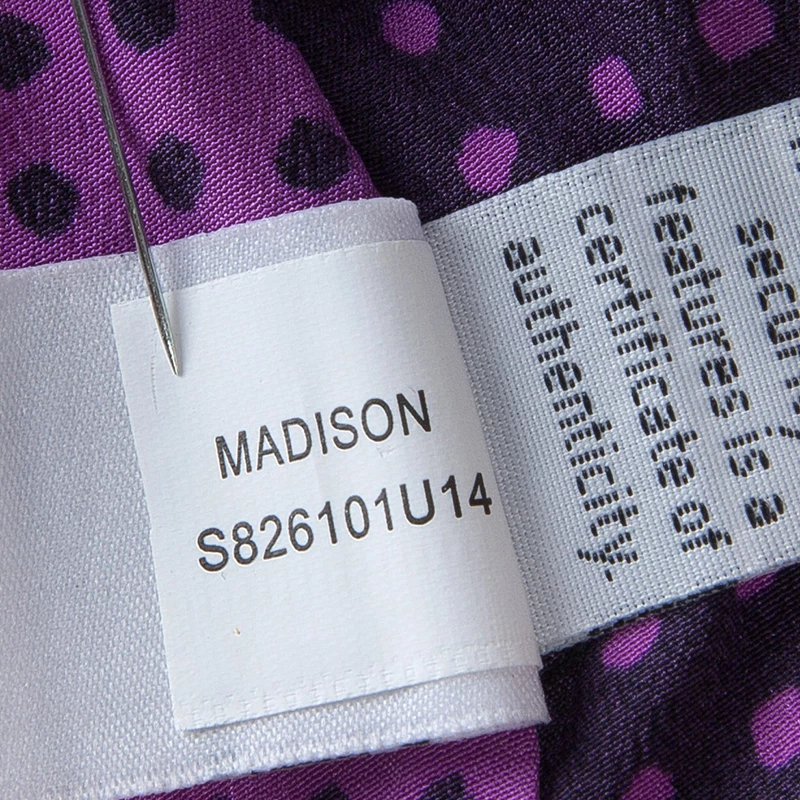 MADISON
S826101U14
security
features is a
certificate of
authenticity.